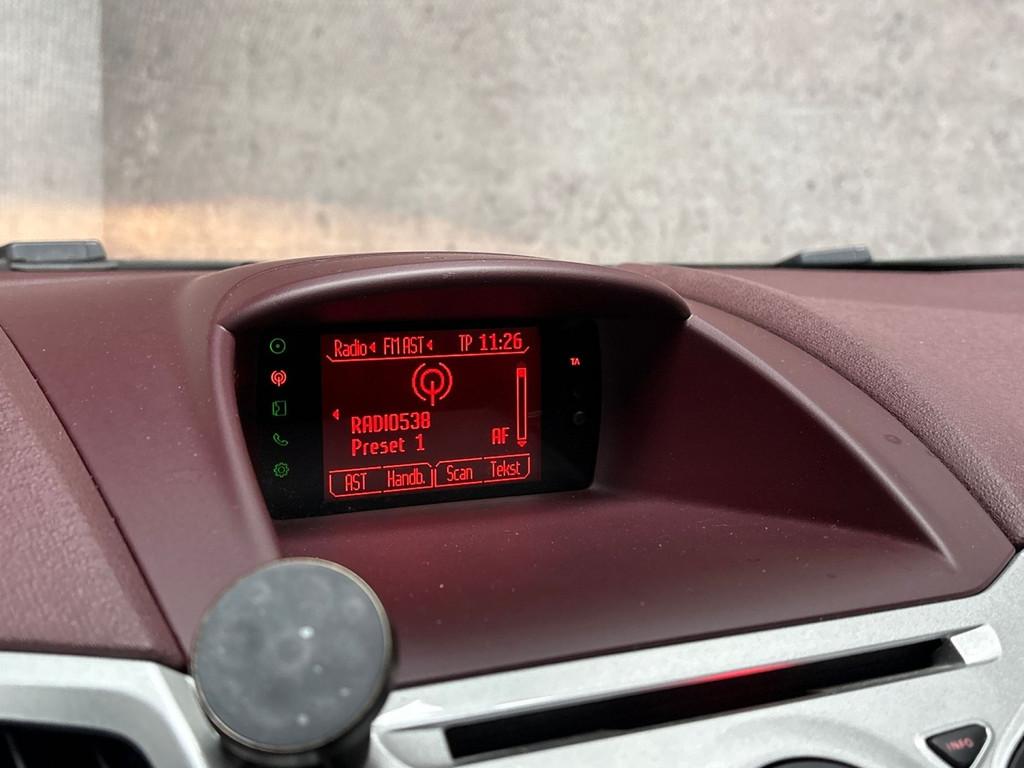 Radio FM AST TP 11:26
TA
RADIO538
Preset 1 AF
AST Handb. Scan Tekst
INFO